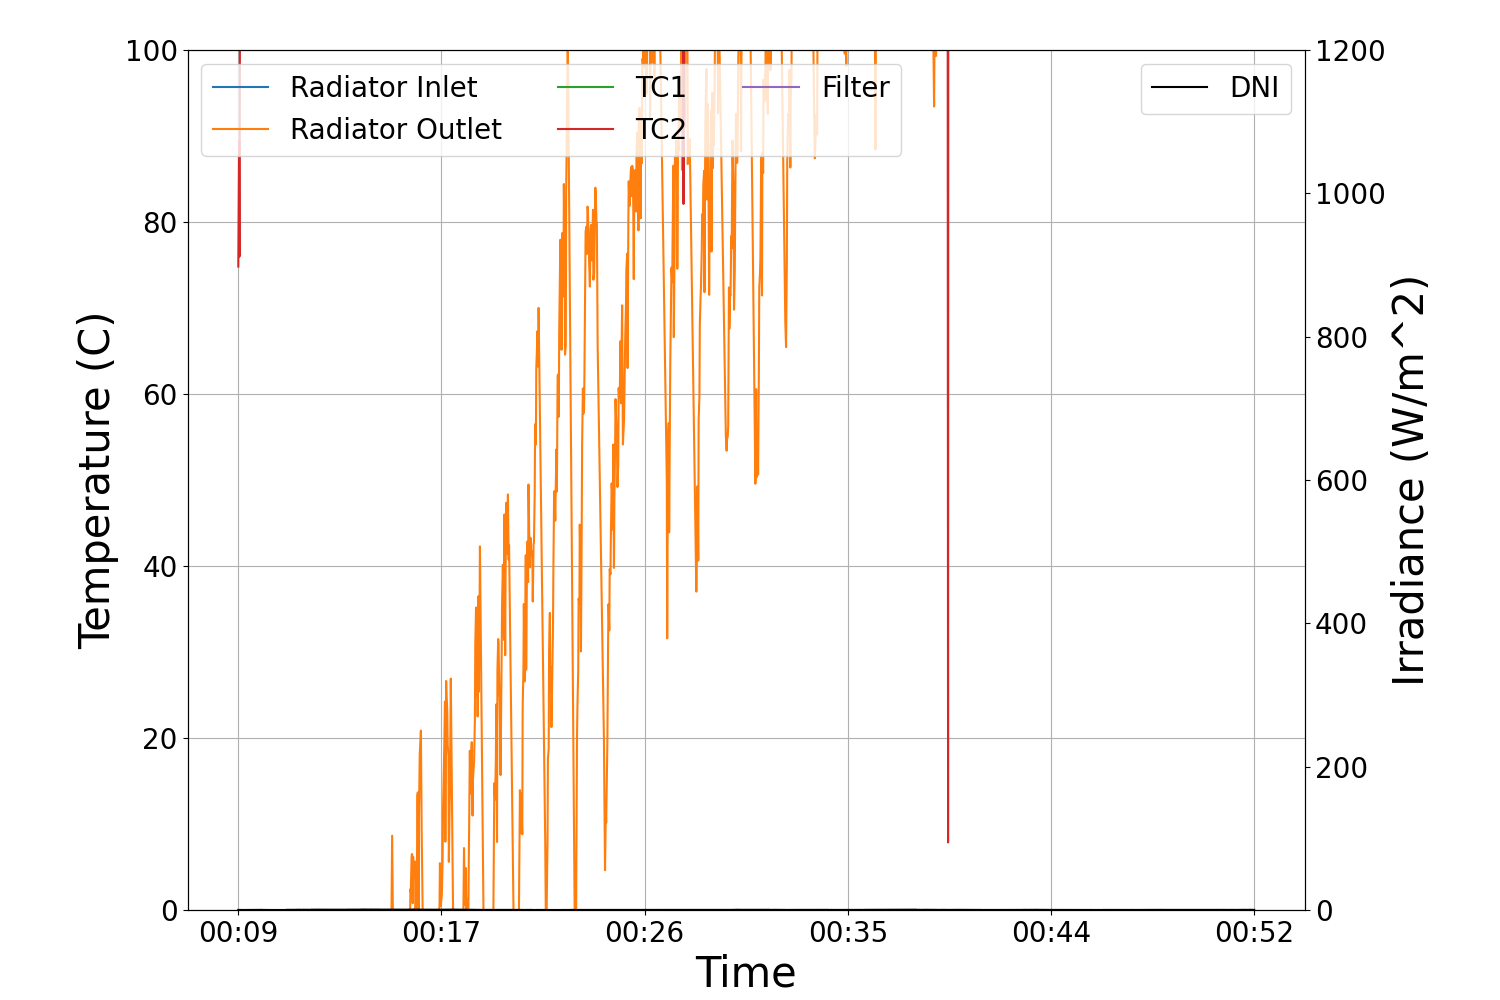 100
80
60
40
20
0
Temperature (C)
Radiator Inlet
Radiator Outlet
TC1
TC2
Filter
DNI
1200
1000
800
600
400
200
0
Irradiance (W/m^2)
00:09 00:17 00:26 00:35 00:44 00:52
Time